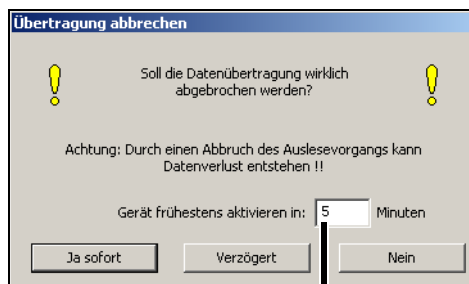 Übertragung abbrechen
Soll die Datenübertragung wirklich
abgebrochen werden?
Achtung: Durch einen Abbruch des Auslesevorgangs kann
Datenverlust entstehen !!
Gerät frühestens aktivieren in: 5 Minuten
Ja sofort Verzögert Nein